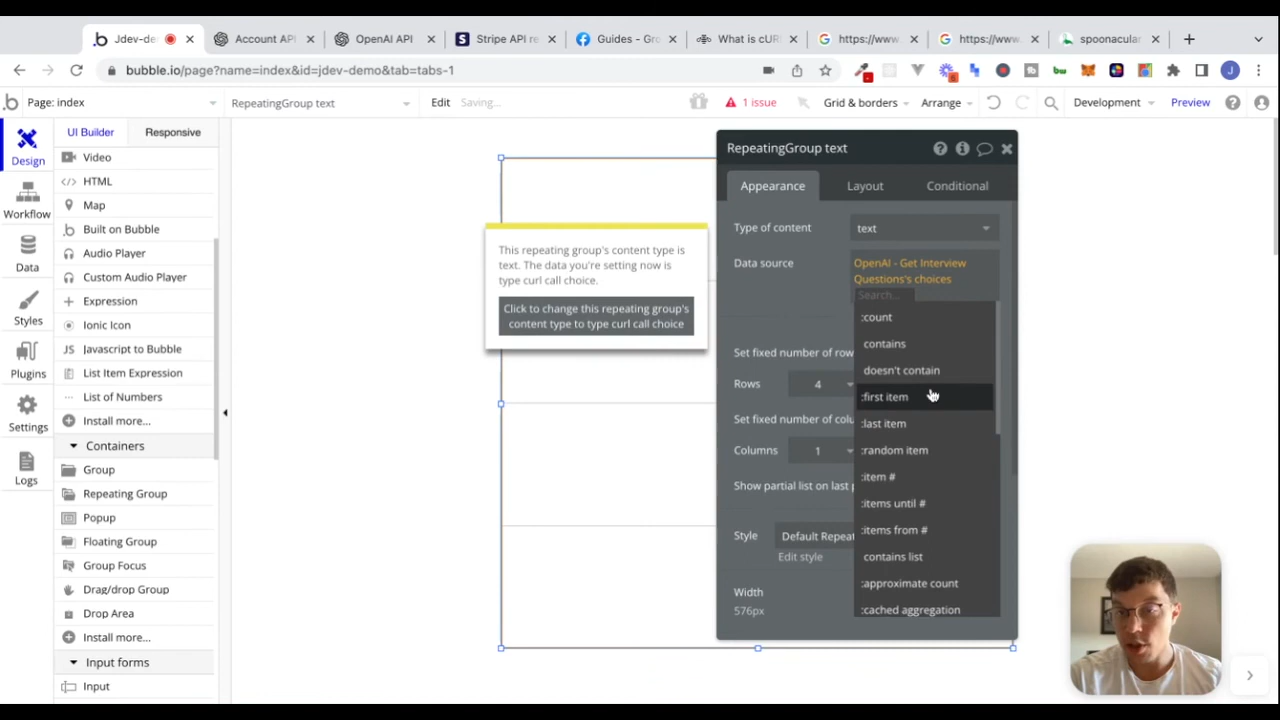 Jdev-de
Account API
OpenAI API
Stripe API re
Guides - Gro
What is cUR
https://www.
https://www.
spoonacular
bubble.io/page?name=index&id=jdev-demo&tab=tabs-1
J
Page: index
RepeatingGroup text
Edit
Saving...
1 issue
Grid & borders
Arrange
Development
Preview
Design
Workflow
Data
Styles
Plugins
Settings
Logs
UI Builder
Responsive
Video
HTML
Map
Built on Bubble
Audio Player
Custom Audio Player
Expression
Ionic Icon
Javascript to Bubble
List Item Expression
List of Numbers
Install more...
Containers
Group
Repeating Group
Popup
Floating Group
Group Focus
Drag/drop Group
Drop Area
Install more...
Input forms
Input
This repeating group's content type is
text. The data you're setting now is
type curl call choice.
Click to change this repeating group's
content type to type curl call choice
RepeatingGroup text
Appearance
Layout
Conditional
Type of content
text
Data source
OpenAI - Get Interview
Questions's choices
Search...
:count
contains
doesn't contain
:first item
:last item
:random item
:item #
:items until #
:items from #
contains list
:approximate count
:cached aggregation
Set fixed number of row
Rows
4
Set fixed number of colu
Columns
1
Show partial list on last p
Style
Default Repeat
Edit style
Width
576px